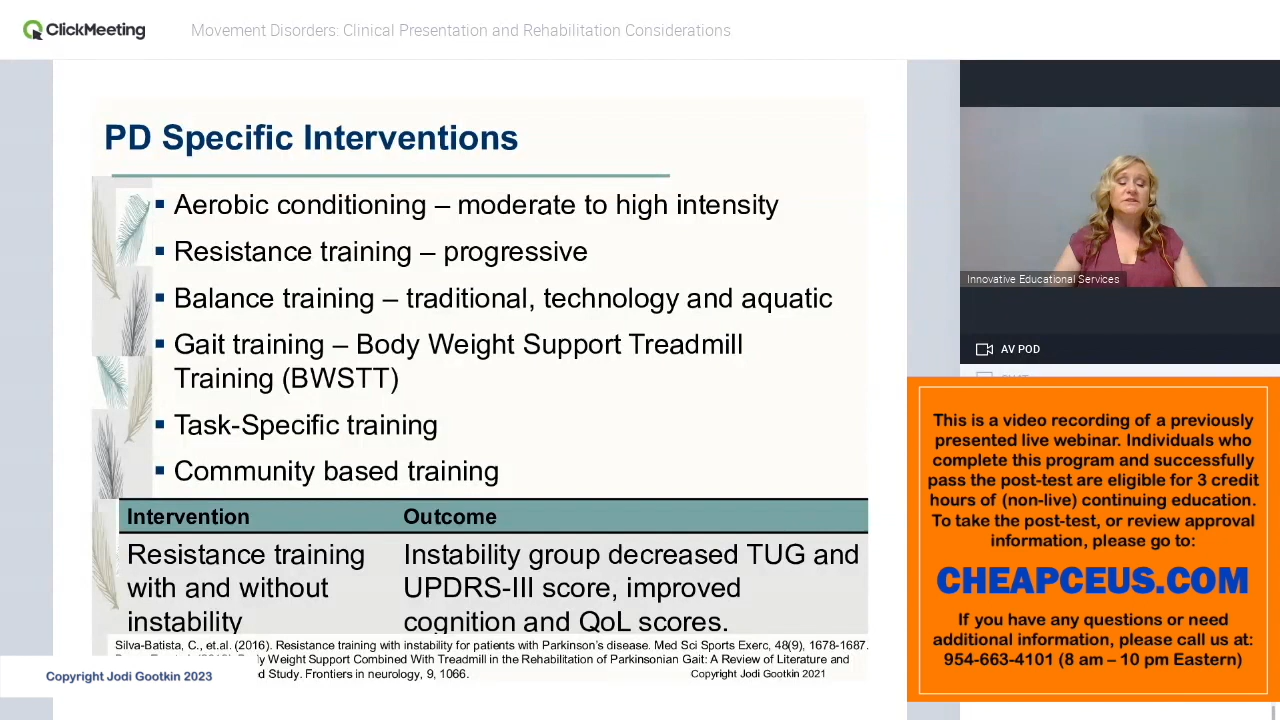 ClickMeeting
Movement Disorders: Clinical Presentation and Rehabilitation Considerations
PD Specific Interventions
▪ Aerobic conditioning – moderate to high intensity
▪ Resistance training – progressive
▪ Balance training – traditional, technology and aquatic
▪ Gait training – Body Weight Support Treadmill
Training (BWSTT)
▪ Task-Specific training
▪ Community based training
Intervention Outcome
Resistance training Instability group decreased TUG and
with and without UPDRS-III score, improved
instability cognition and QoL scores.
Silva-Batista, C., et.al. (2016). Resistance training with instability for patients with Parkinson's disease. Med Sci Sports Exerc, 48(9), 1678-1687.
Weight Support Combined With Treadmill in the Rehabilitation of Parkinsonian Gait: A Review of Literature and
d Study. Frontiers in neurology, 9, 1066.
Copyright Jodi Gootkin 2021
Copyright Jodi Gootkin 2023
Innovative Educational Services
AV POD
This is a video recording of a previously
presented live webinar. Individuals who
complete this program and successfully
pass the post-test are eligible for 3 credit
hours of (non-live) continuing education.
To take the post-test, or review approval
information, please go to:
CHEAPCEUS.COM
If you have any questions or need
additional information, please call us at:
954-663-4101 (8 am – 10 pm Eastern)